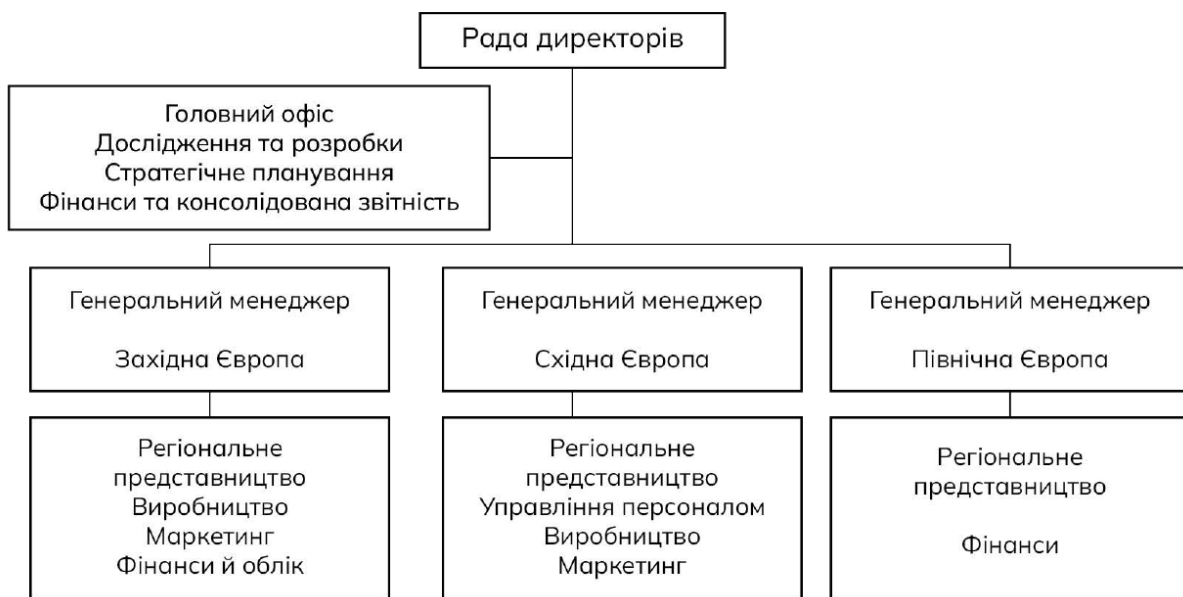 Рада директорів
Головний офіс
Дослідження та розробки
Стратегічне планування
Фінанси та консолідована звітність
Генеральний менеджер
Західна Європа
Генеральний менеджер
Східна Європа
Генеральний менеджер
Північна Європа
Регіональне
представництво
Виробництво
Маркетинг
Фінанси й облік
Регіональне
представництво
Управління персоналом
Виробництво
Маркетинг
Регіональне
представництво
Фінанси